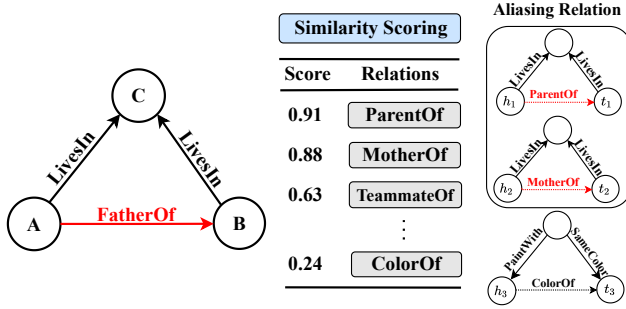 C
LivesIn
LivesIn
A
FatherOf
B
Similarity Scoring
Score Relations
0.91 ParentOf
0.88 MotherOf
0.63 TeammateOf
⋮
0.24 ColorOf
Aliasing Relation
LivesIn
LivesIn
h₁ ParentOf t₁
LivesIn
LivesIn
h₂ MotherOf t₂
PaintWith
SameColor
h₃ ColorOf t₃